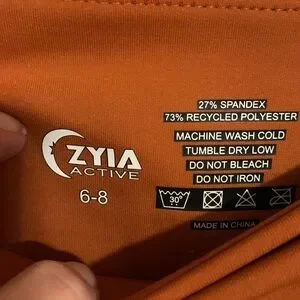 ZYIA
ACTIVE
6-8
27% SPANDEX
73% RECYCLED POLYESTER
MACHINE WASH COLD
TUMBLE DRY LOW
DO NOT BLEACH
DO NOT IRON
30°
MADE IN CHINA